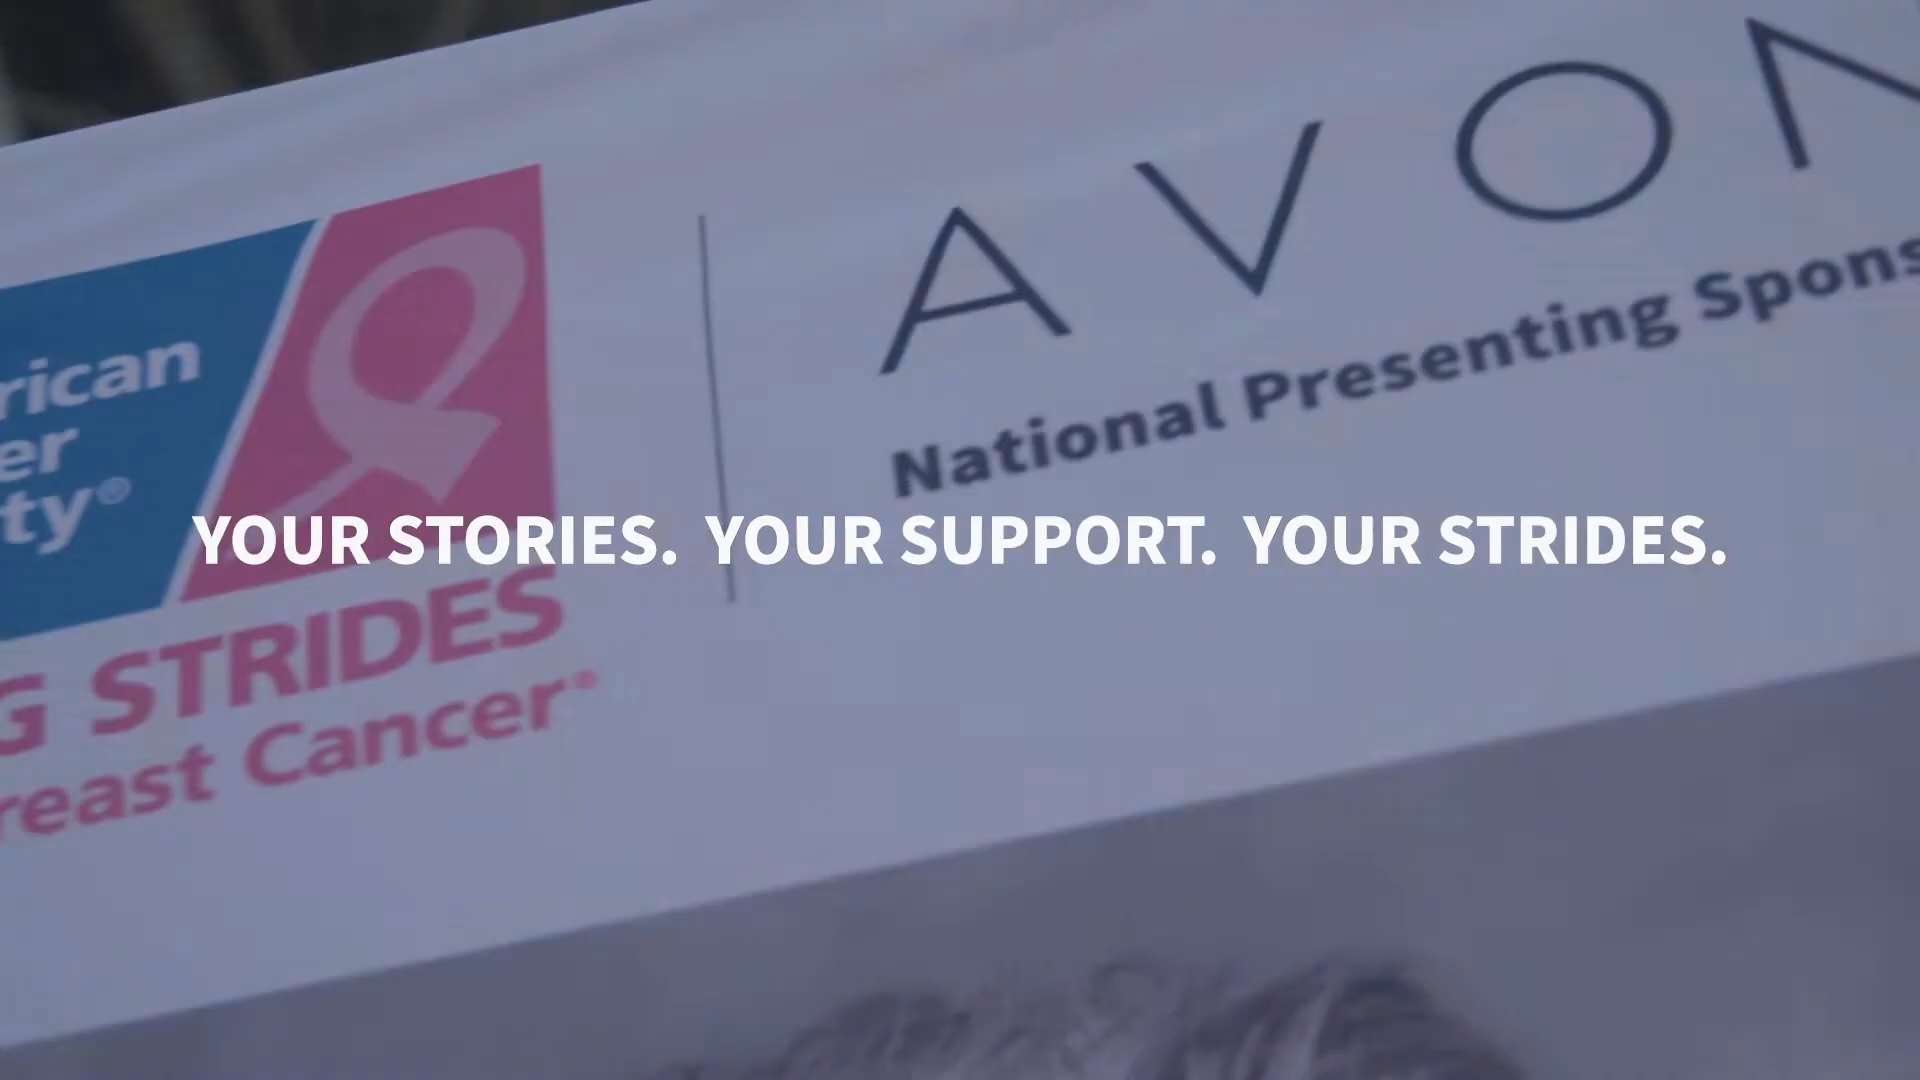 AVON
National Presenting Spons
rican
er
ty®
YOUR STORIES. YOUR SUPPORT. YOUR STRIDES.
G STRIDES
reast Cancer®